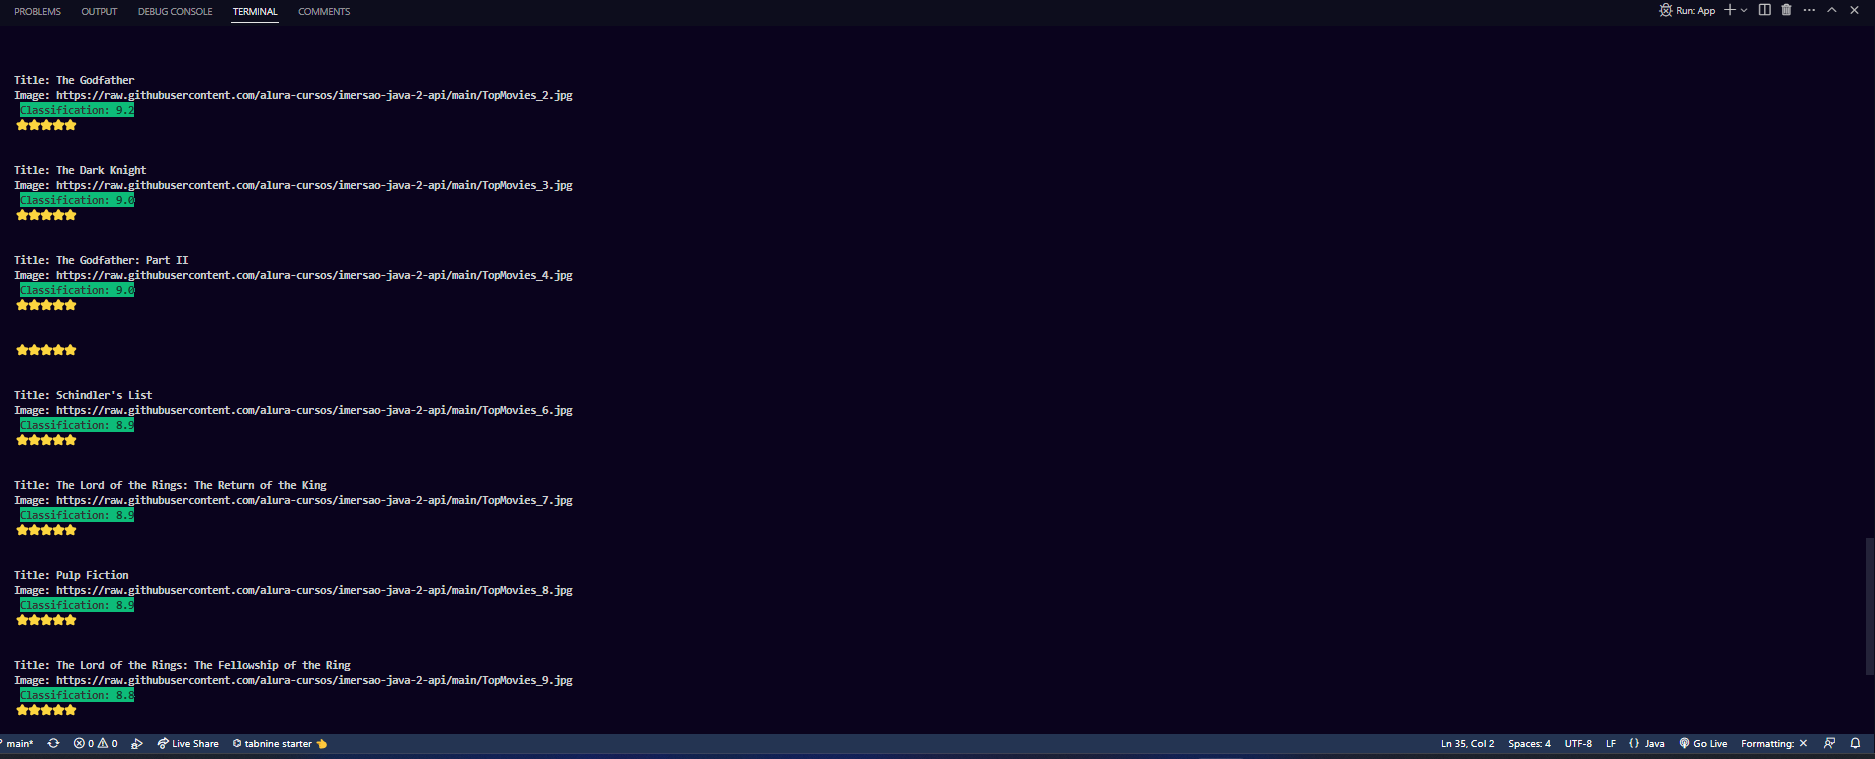 PROBLEMS OUTPUT DEBUG CONSOLE TERMINAL COMMENTS Run: App
Title: The Godfather
Image: https://raw.githubusercontent.com/alura-cursos/imersao-java-2-api/main/TopMovies_2.jpg
Classification: 9.2
⭐⭐⭐⭐⭐
Title: The Dark Knight
Image: https://raw.githubusercontent.com/alura-cursos/imersao-java-2-api/main/TopMovies_3.jpg
Classification: 9.0
⭐⭐⭐⭐⭐
Title: The Godfather: Part II
Image: https://raw.githubusercontent.com/alura-cursos/imersao-java-2-api/main/TopMovies_4.jpg
Classification: 9.0
⭐⭐⭐⭐⭐
⭐⭐⭐⭐⭐
Title: Schindler's List
Image: https://raw.githubusercontent.com/alura-cursos/imersao-java-2-api/main/TopMovies_6.jpg
Classification: 8.9
⭐⭐⭐⭐⭐
Title: The Lord of the Rings: The Return of the King
Image: https://raw.githubusercontent.com/alura-cursos/imersao-java-2-api/main/TopMovies_7.jpg
Classification: 8.9
⭐⭐⭐⭐⭐
Title: Pulp Fiction
Image: https://raw.githubusercontent.com/alura-cursos/imersao-java-2-api/main/TopMovies_8.jpg
Classification: 8.9
⭐⭐⭐⭐⭐
Title: The Lord of the Rings: The Fellowship of the Ring
Image: https://raw.githubusercontent.com/alura-cursos/imersao-java-2-api/main/TopMovies_9.jpg
Classification: 8.8
⭐⭐⭐⭐⭐
main* 0 0 Live Share tabnine starter 👈 Ln 35, Col 2 Spaces: 4 UTF-8 LF {} Java Go Live Formatting: ✕